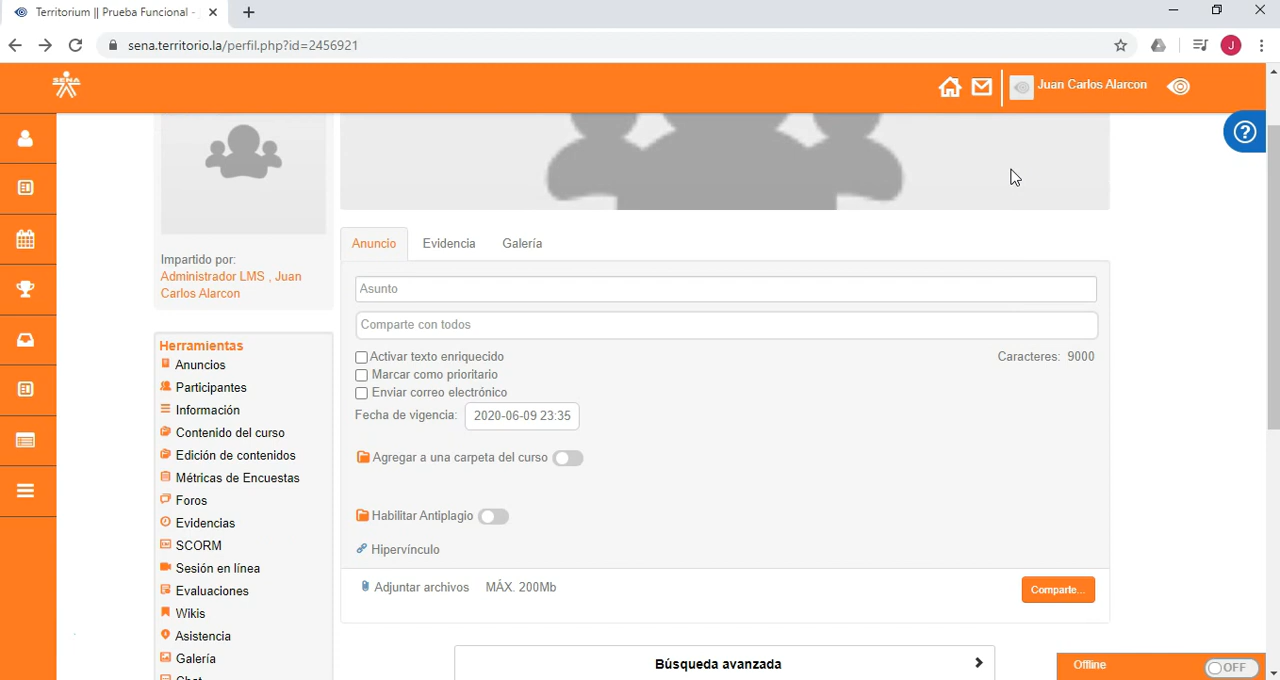 Territorium || Prueba Funcional -
sena.territorio.la/perfil.php?id=2456921
J
SENA
Juan Carlos Alarcon
?
Impartido por:
Administrador LMS , Juan
Carlos Alarcon
Herramientas
Anuncios
Participantes
Información
Contenido del curso
Edición de contenidos
Métricas de Encuestas
Foros
Evidencias
SCORM
Sesión en línea
Evaluaciones
Wikis
Asistencia
Galería
Anuncio Evidencia Galería
Asunto
Comparte con todos
Activar texto enriquecido Caracteres: 9000
Marcar como prioritario
Enviar correo electrónico
Fecha de vigencia: 2020-06-09 23:35
Agregar a una carpeta del curso
Habilitar Antiplagio
Hipervínculo
Adjuntar archivos MÁX. 200Mb
Comparte...
Búsqueda avanzada
Offline OFF